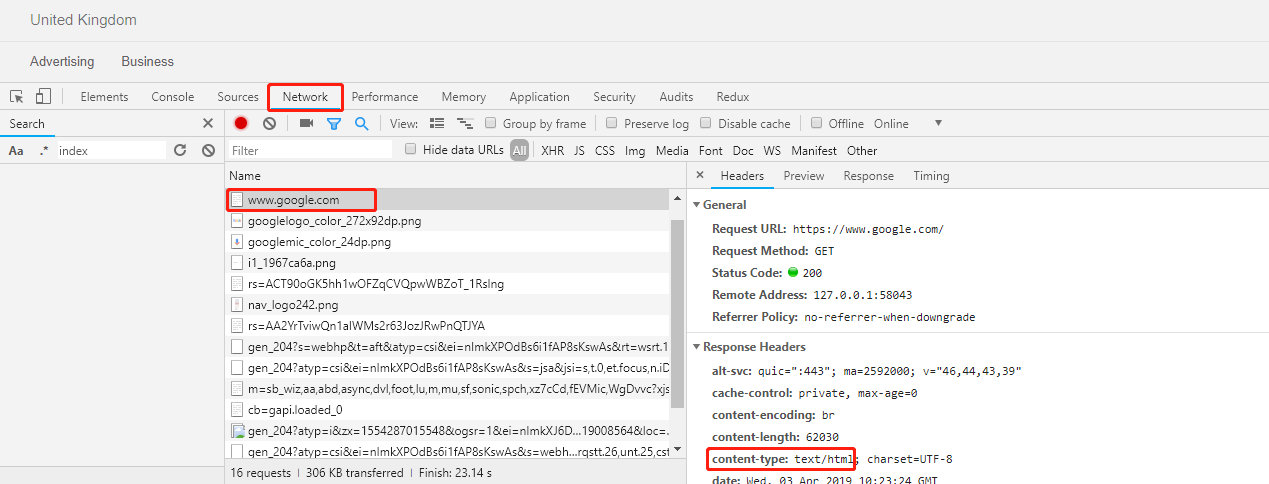 United Kingdom
Advertising Business
Elements Console Sources Network Performance Memory Application Security Audits Redux
Search
View: Group by frame Preserve log Disable cache Offline Online
Aa .* index
Filter Hide data URLs All XHR JS CSS Img Media Font Doc WS Manifest Other
Name
www.google.com
googlelogo_color_272x92dp.png
googlemic_color_24dp.png
i1_1967ca6a.png
rs=ACT90oGK5hh1wOFZqCVQpwWBZoT_1RsIng
nav_logo242.png
rs=AA2YrTviwQn1alWMs2r63JozJRwPnQTJYA
gen_204?s=webhp&t=aft&atyp=csi&ei=nlmkXPOdBs6i1fAP8sKswAs&rt=wsrt.1
gen_204?atyp=csi&ei=nlmkXPOdBs6i1fAP8sKswAs&s=jsa&jsi=s,t.0,et.focus,n.iD
m=sb_wiz,aa,abd,async,dvl,foot,lu,m,mu,sf,sonic,spch,xz7cCd,fEVMic,WgDvvc?xjs
cb=gapi.loaded_0
gen_204?atyp=i&zx=1554287015548&ogsr=1&ei=nlmkXJ6D...19008564&loc=.
gen_204?atyp=csi&ei=nlmkXPOdBs6i1fAP8sKswAs&s=webh...rqstt.26,unt.25,cst
16 requests | 306 KB transferred | Finish: 23.14 s
Headers Preview Response Timing
General
Request URL: https://www.google.com/
Request Method: GET
Status Code: 200
Remote Address: 127.0.0.1:58043
Referrer Policy: no-referrer-when-downgrade
Response Headers
alt-svc: quic=":443"; ma=2592000; v="46,44,43,39"
cache-control: private, max-age=0
content-encoding: br
content-length: 62030
content-type: text/html; charset=UTF-8
date: Wed, 03 Apr 2019 10:23:24 GMT